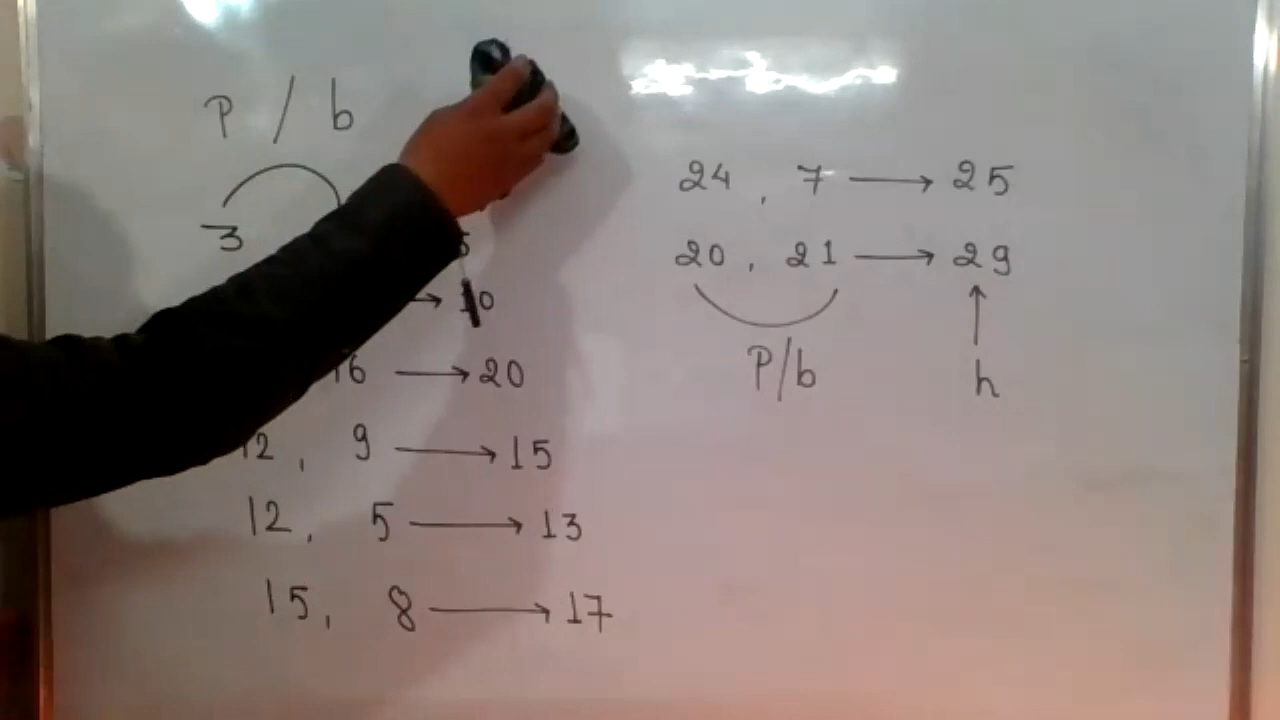 P / b
3 5
→ 10
16 → 20
12 , 9 → 15
12 , 5 → 13
15 , 8 → 17
24 , 7 → 25
20 , 21 → 29
P/b h